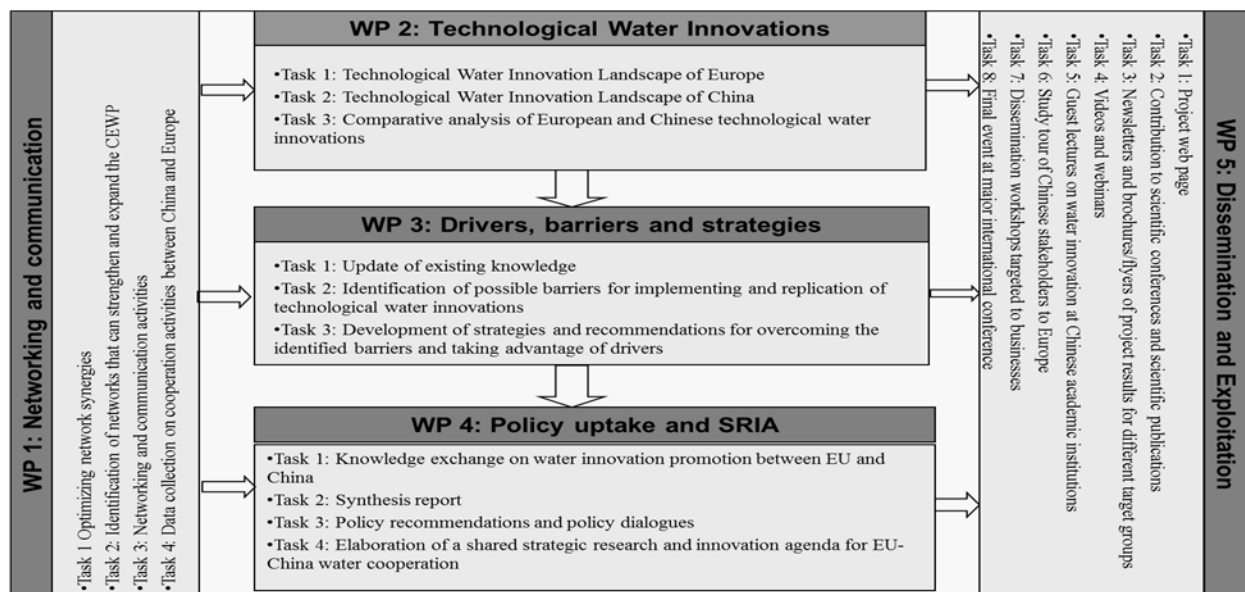 WP 1: Networking and communication
•Task 1 Optimizing network synergies
•Task 2: Identification of networks that can strengthen and expand the CEWP
•Task 3: Networking and communication activities
•Task 4: Data collection on cooperation activities between China and Europe
WP 2: Technological Water Innovations
•Task 1: Technological Water Innovation Landscape of Europe
•Task 2: Technological Water Innovation Landscape of China
•Task 3: Comparative analysis of European and Chinese technological water
innovations
WP 3: Drivers, barriers and strategies
•Task 1: Update of existing knowledge
•Task 2: Identification of possible barriers for implementing and replication of
technological water innovations
•Task 3: Development of strategies and recommendations for overcoming the
identified barriers and taking advantage of drivers
WP 4: Policy uptake and SRIA
•Task 1: Knowledge exchange on water innovation promotion between EU and
China
•Task 2: Synthesis report
•Task 3: Policy recommendations and policy dialogues
•Task 4: Elaboration of a shared strategic research and innovation agenda for EU-
China water cooperation
WP 5: Dissemination and Exploitation
•Task 1: Project web page
•Task 2: Contribution to scientific conferences and scientific publications
•Task 3: Newsletters and brochures/flyers of project results for different target groups
•Task 4: Videos and webinars
•Task 5: Guest lectures on water innovation at Chinese academic institutions
•Task 6: Study tour of Chinese stakeholders to Europe
•Task 7: Dissemination workshops targeted to businesses
•Task 8: Final event at major international conference